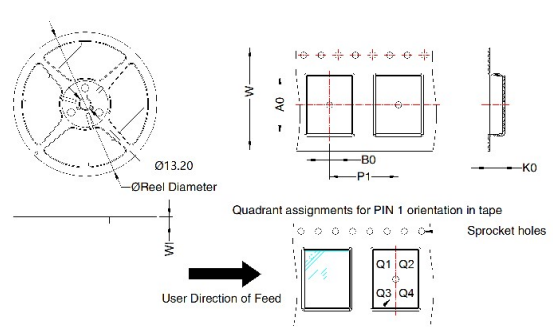 W
A0
B0
P1
K0
Ø13.20
ØReel Diameter
WI
Quadrant assignments for PIN 1 orientation in tape
Sprocket holes
Q1 Q2
Q3 Q4
User Direction of Feed